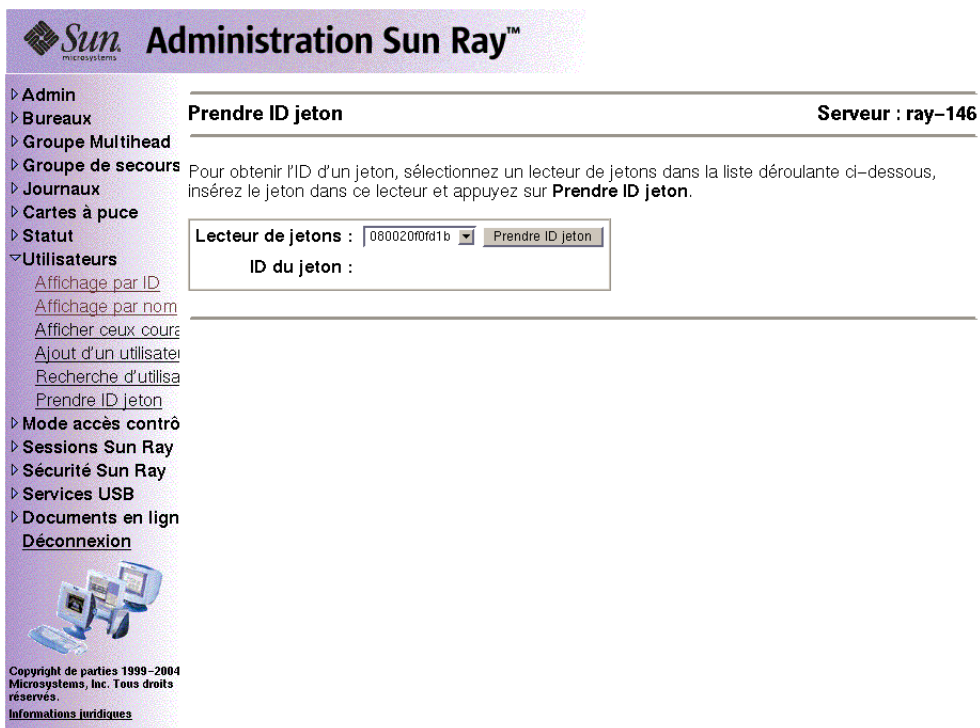 Sun
microsystems
Administration Sun Ray™
Admin
Bureaux
Groupe Multihead
Groupe de secours
Journaux
Cartes à puce
Statut
Utilisateurs
Affichage par ID
Affichage par nom
Afficher ceux coura
Ajout d'un utilisateu
Recherche d'utilisa
Prendre ID jeton
Mode accès contrô
Sessions Sun Ray
Sécurité Sun Ray
Services USB
Documents en lign
Déconnexion
Copyright de parties 1999–2004
Microsystems, Inc. Tous droits
réservés.
Informations juridiques
Prendre ID jeton Serveur : ray–146
Pour obtenir l'ID d'un jeton, sélectionnez un lecteur de jetons dans la liste déroulante ci–dessous,
insérez le jeton dans ce lecteur et appuyez sur Prendre ID jeton.
Lecteur de jetons : 080020f0fd1b Prendre ID jeton
ID du jeton :